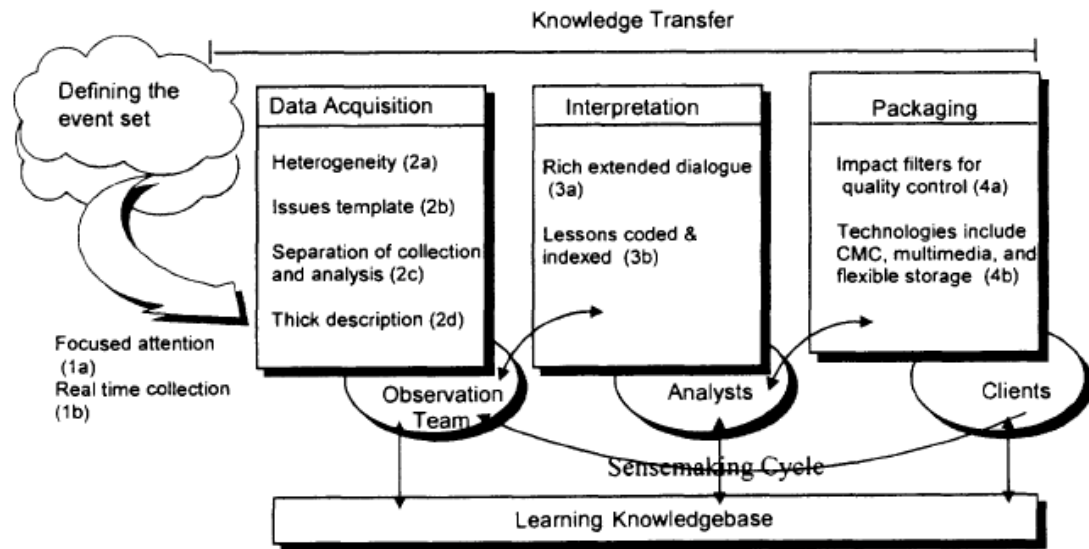 Knowledge Transfer
Defining the
event set
Focused attention
(1a)
Real time collection
(1b)
Data Acquisition
Heterogeneity (2a)
Issues template (2b)
Separation of collection
and analysis (2c)
Thick description (2d)
Interpretation
Rich extended dialogue
(3a)
Lessons coded &
indexed (3b)
Packaging
Impact filters for
quality control (4a)
Technologies include
CMC, multimedia, and
flexible storage (4b)
Observation
Team
Analysts
Clients
Sensemaking Cycle
Learning Knowledgebase